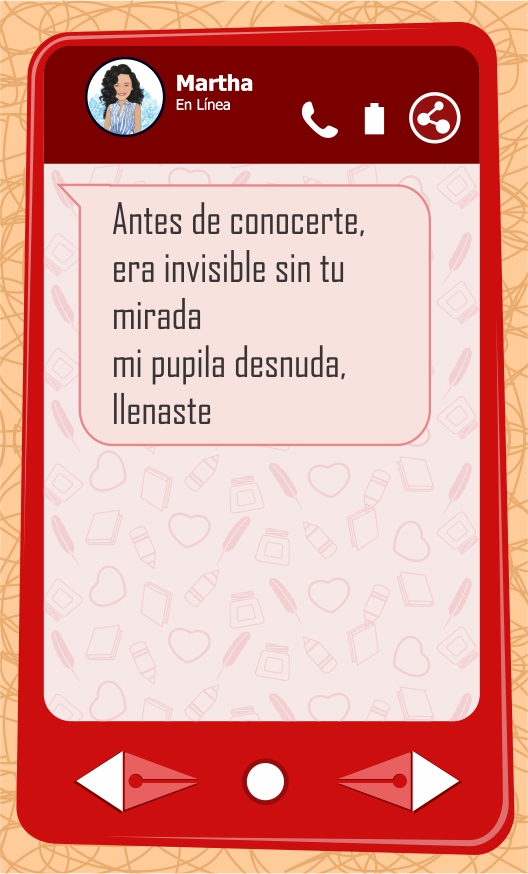 Martha
En Línea
Antes de conocerte,
era invisible sin tu
mirada
mi pupila desnuda,
llenaste